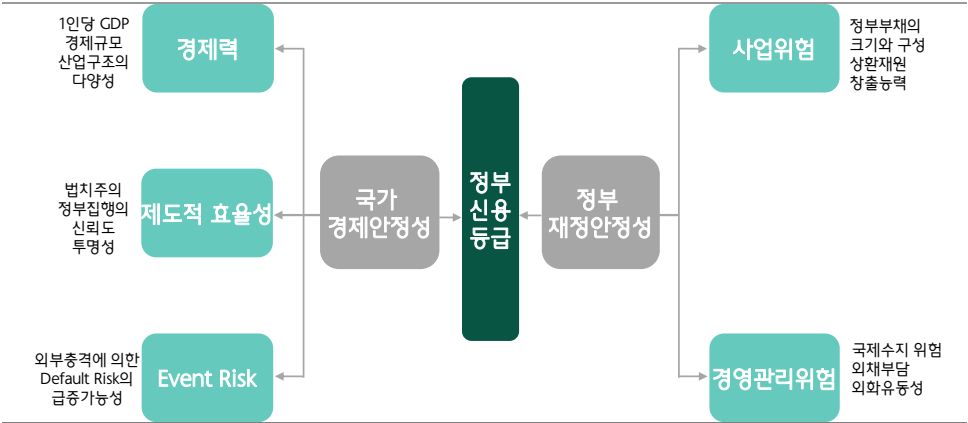 1인당 GDP
경제규모
산업구조의
다양성
경제력
법치주의
정부집행의
신뢰도
투명성
제도적 효율성
외부충격에 의한
Default Risk의
급증가능성
Event Risk
국가
경제안정성
정부
신용
등급
정부
재정안정성
사업위험
정부부채의
크기와 구성
상환재원
창출능력
경영관리위험
국제수지 위험
외채부담
외화유동성